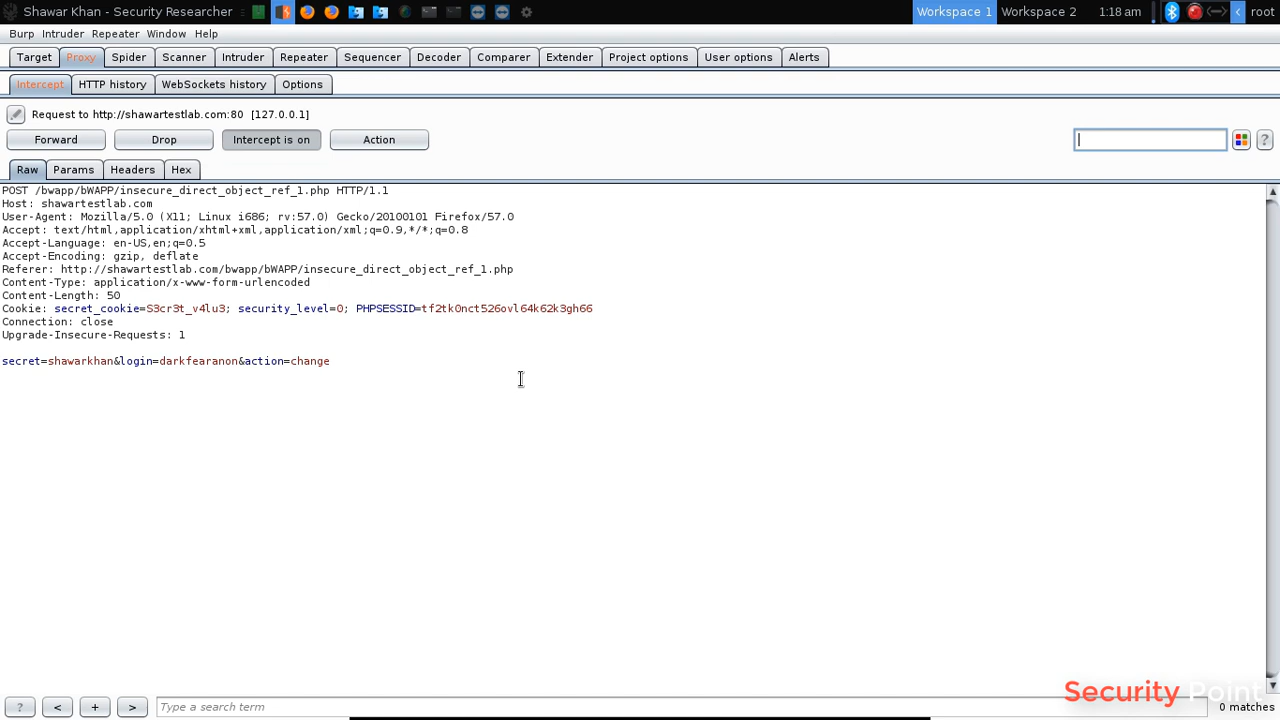 Shawar Khan - Security Researcher
Workspace 1 Workspace 2 1:18 am root
Burp Intruder Repeater Window Help
Target Proxy Spider Scanner Intruder Repeater Sequencer Decoder Comparer Extender Project options User options Alerts
Intercept HTTP history WebSockets history Options
Request to http://shawartestlab.com:80 [127.0.0.1]
Forward Drop Intercept is on Action ?
Raw Params Headers Hex
POST /bwapp/bWAPP/insecure_direct_object_ref_1.php HTTP/1.1
Host: shawartestlab.com
User-Agent: Mozilla/5.0 (X11; Linux i686; rv:57.0) Gecko/20100101 Firefox/57.0
Accept: text/html,application/xhtml+xml,application/xml;q=0.9,*/*;q=0.8
Accept-Language: en-US,en;q=0.5
Accept-Encoding: gzip, deflate
Referer: http://shawartestlab.com/bwapp/bWAPP/insecure_direct_object_ref_1.php
Content-Type: application/x-www-form-urlencoded
Content-Length: 50
Cookie: secret_cookie=S3cr3t_v4lu3; security_level=0; PHPSESSID=tf2tk0nct526ovl64k62k3gh66
Connection: close
Upgrade-Insecure-Requests: 1
secret=shawarkhan&login=darkfearanon&action=change
Security Point
? < + > Type a search term 0 matches